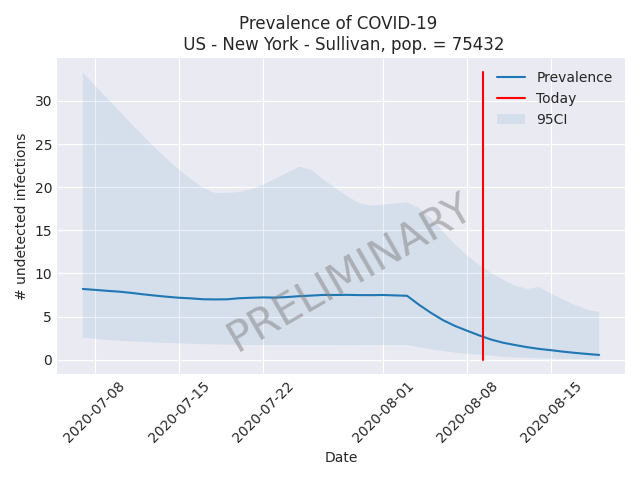 Prevalence of COVID-19
US - New York - Sullivan, pop. = 75432
Prevalence
Today
95CI
# undetected infections
30
25
20
15
10
5
0
PRELIMINARY
2020-07-08
2020-07-15
2020-07-22
2020-08-01
2020-08-08
2020-08-15
Date